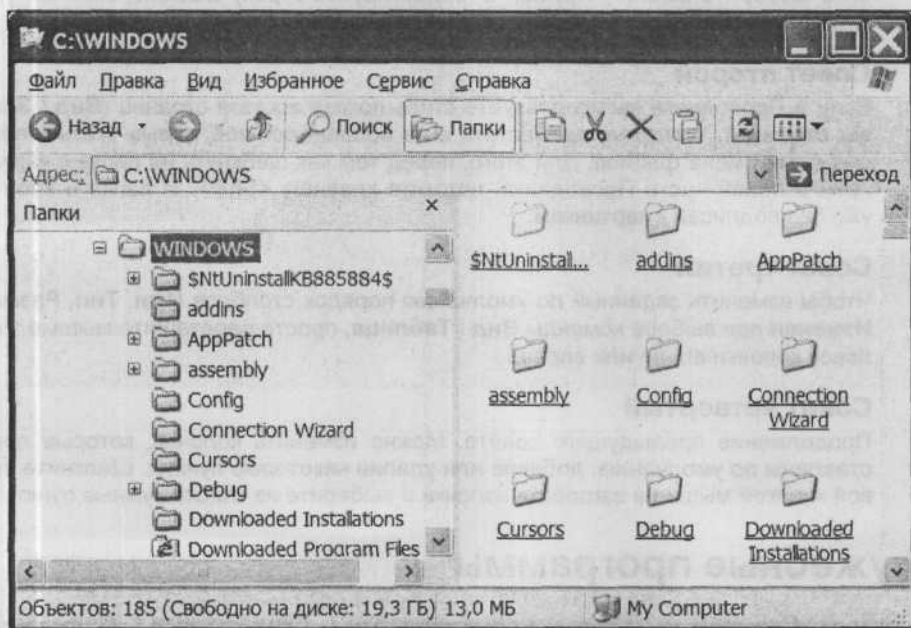 C:\WINDOWS
Файл Правка Вид Избранное Сервис Справка
Назад Поиск Папки
Адрес: C:\WINDOWS Переход
Папки
WINDOWS
$NtUninstallKB885884$
addins
AppPatch
assembly
Config
Connection Wizard
Cursors
Debug
Downloaded Installations
Downloaded Program Files
$NtUninstal...
addins
AppPatch
assembly
Config
Connection
Wizard
Cursors
Debug
Downloaded
Installations
Объектов: 185 (Свободно на диске: 19,3 ГБ) 13,0 МБ My Computer